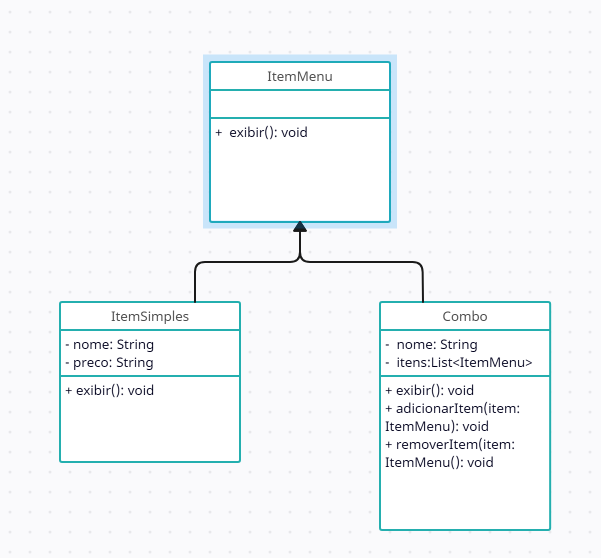 ItemMenu
+  exibir(): void
ItemSimples
- nome: String
- preco: String
+ exibir(): void
Combo
-  nome: String
-  itens:List<ItemMenu>
+ exibir(): void
+ adicionarItem(item:
ItemMenu): void
+ removerItem(item:
ItemMenu(): void